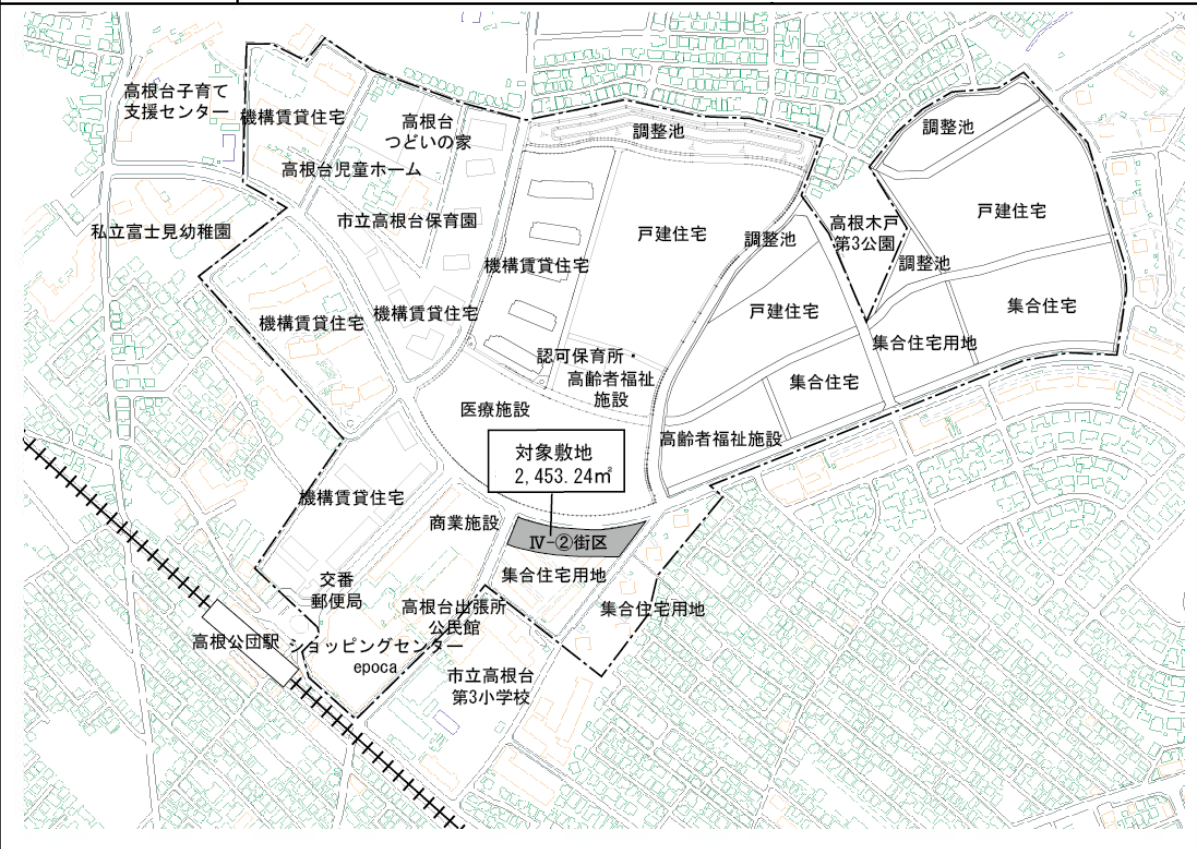 高根台子育て
支援センター
機構賃貸住宅
高根台
つどいの家
調整池
調整池
高根台児童ホーム
私立富士見幼稚園
市立高根台保育園
戸建住宅
調整池
高根木戸
第3公園
戸建住宅
機構賃貸住宅
調整池
機構賃貸住宅
機構賃貸住宅
戸建住宅
集合住宅
集合住宅用地
認可保育所・
高齢者福祉
施設
集合住宅
医療施設
高齢者福祉施設
対象敷地
2,453.24㎡
機構賃貸住宅
商業施設
Ⅳ-②街区
集合住宅用地
交番
郵便局
高根台出張所
公民館
集合住宅用地
高根公団駅
ショッピングセンター
epoca
市立高根台
第3小学校